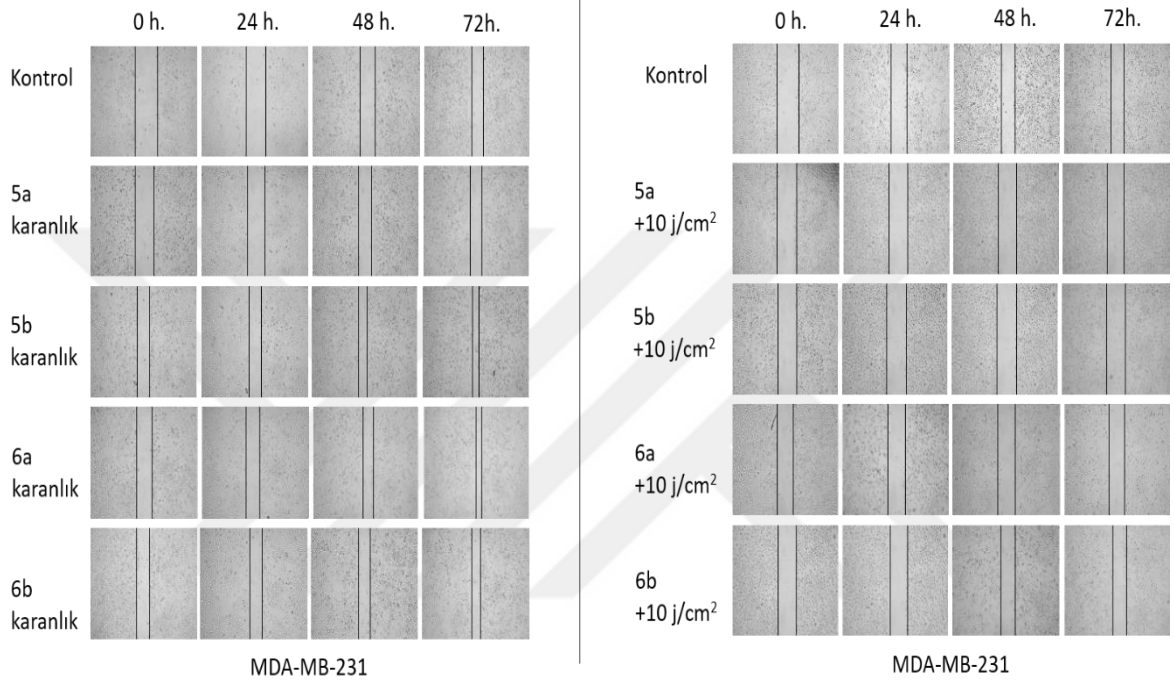 0 h. 24 h. 48 h. 72h.
Kontrol
5a
karanlık
5b
karanlık
6a
karanlık
6b
karanlık
MDA-MB-231
0 h. 24 h. 48 h. 72 h.
Kontrol
5a
+10 j/cm²
5b
+10 j/cm²
6a
+10 j/cm²
6b
+10 j/cm²
MDA-MB-231